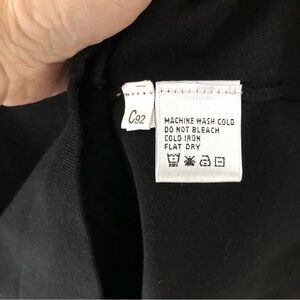 C92
MACHINE WASH COLD
DO NOT BLEACH
COLD IRON
FLAT DRY